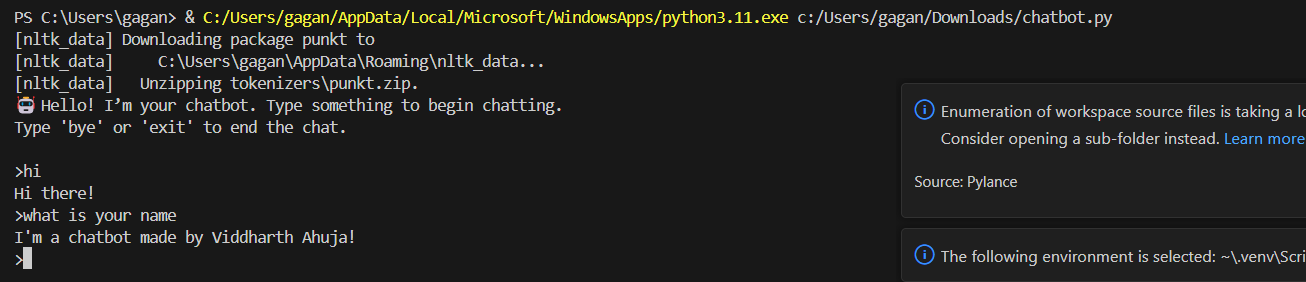 PS C:\Users\gagan> & C:/Users/gagan/AppData/Local/Microsoft/WindowsApps/python3.11.exe c:/Users/gagan/Downloads/chatbot.py
[nltk_data] Downloading package punkt to
[nltk_data]     C:\Users\gagan\AppData\Roaming\nltk_data...
[nltk_data]   Unzipping tokenizers\punkt.zip.
🤖 Hello! I’m your chatbot. Type something to begin chatting.
Type 'bye' or 'exit' to end the chat.
>hi
Hi there!
>what is your name
I'm a chatbot made by Viddharth Ahuja!
>
Enumeration of workspace source files is taking a lo
Consider opening a sub-folder instead. Learn more
Source: Pylance
The following environment is selected: ~\.venv\Scri